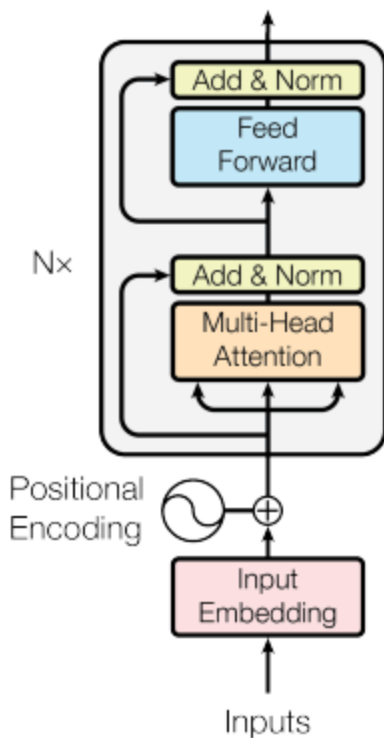 Add & Norm
Feed
Forward
Nx
Add & Norm
Multi-Head
Attention
Positional
Encoding
Input
Embedding
Inputs